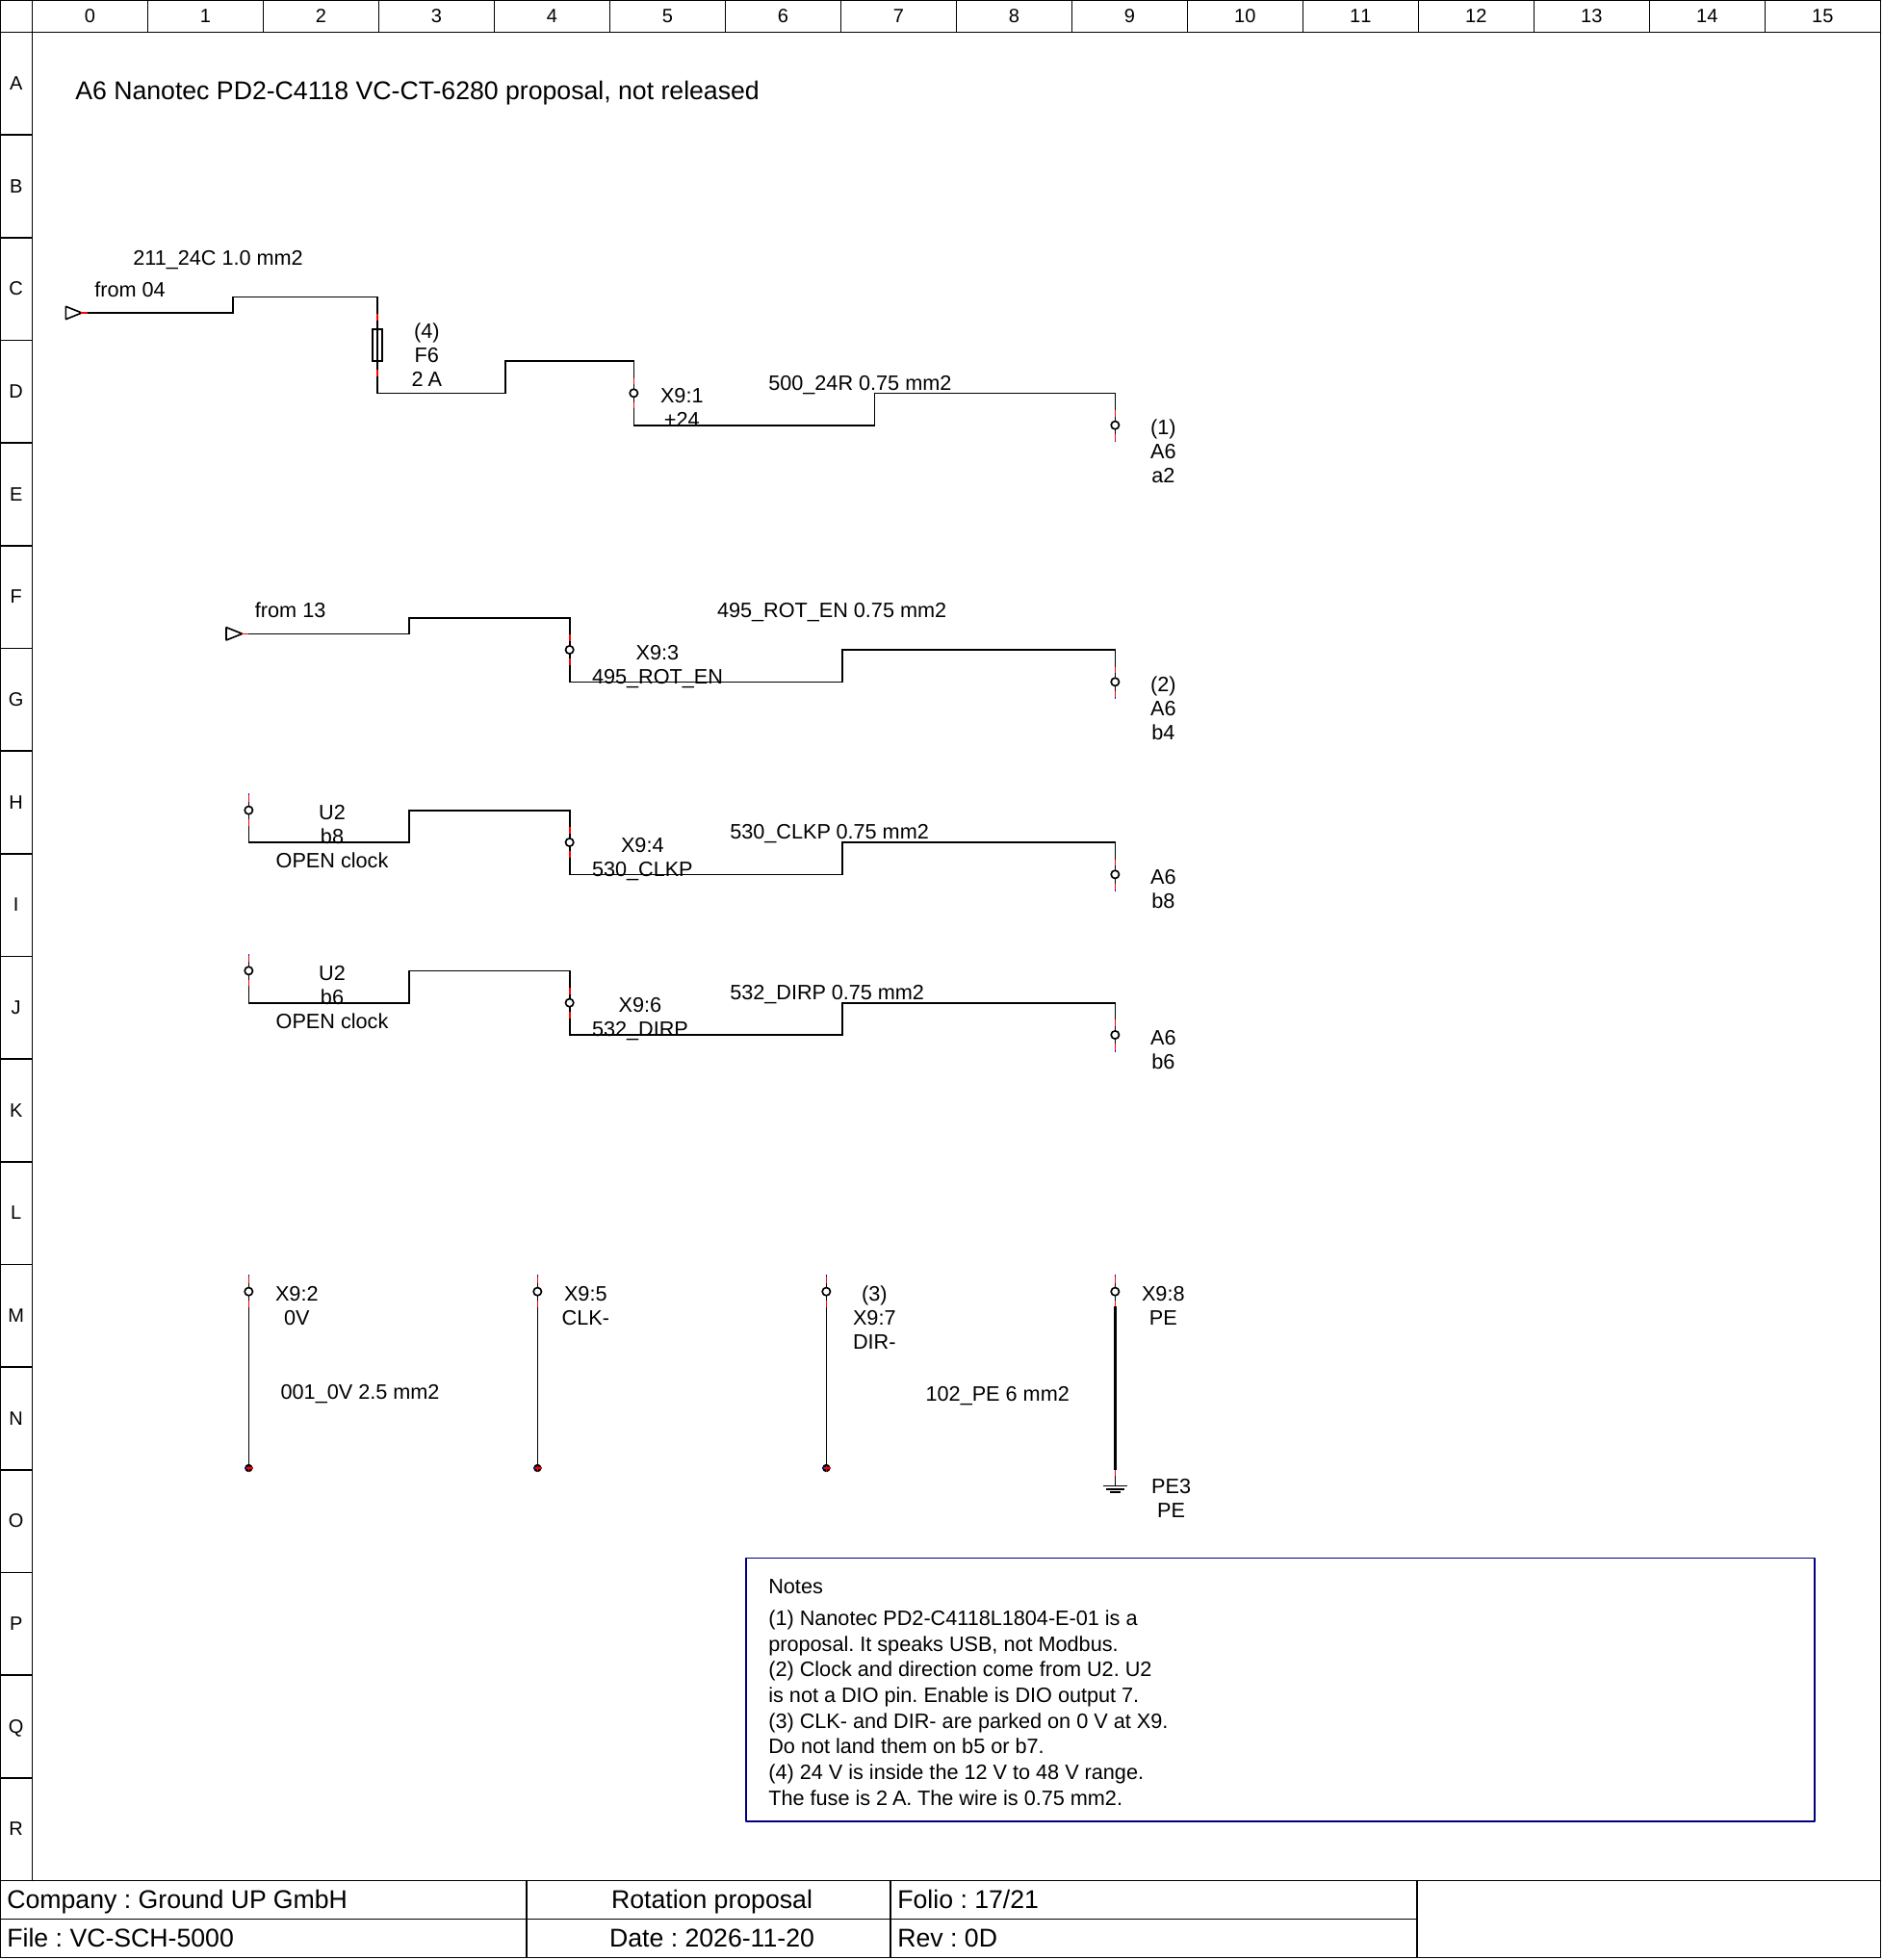 0 1 2 3 4 5 6 7 8 9 10 11 12 13 14 15
A
B
C
D
E
F
G
H
I
J
K
L
M
N
O
P
Q
R
A6 Nanotec PD2-C4118 VC-CT-6280 proposal, not released
211_24C 1.0 mm2
from 04
(4)
F6
2 A
X9:1
+24
500_24R 0.75 mm2
(1)
A6
a2
from 13
495_ROT_EN 0.75 mm2
X9:3
495_ROT_EN
(2)
A6
b4
U2
b8
OPEN clock
X9:4
530_CLKP
530_CLKP 0.75 mm2
A6
b8
U2
b6
OPEN clock
X9:6
532_DIRP
532_DIRP 0.75 mm2
A6
b6
X9:2
0V
001_0V 2.5 mm2
X9:5
CLK-
(3)
X9:7
DIR-
X9:8
PE
102_PE 6 mm2
PE3
PE
Notes
(1) Nanotec PD2-C4118L1804-E-01 is a
proposal. It speaks USB, not Modbus.
(2) Clock and direction come from U2. U2
is not a DIO pin. Enable is DIO output 7.
(3) CLK- and DIR- are parked on 0 V at X9.
Do not land them on b5 or b7.
(4) 24 V is inside the 12 V to 48 V range.
The fuse is 2 A. The wire is 0.75 mm2.
Company : Ground UP GmbH
Rotation proposal
Folio : 17/21
File : VC-SCH-5000
Date : 2026-11-20
Rev : 0D